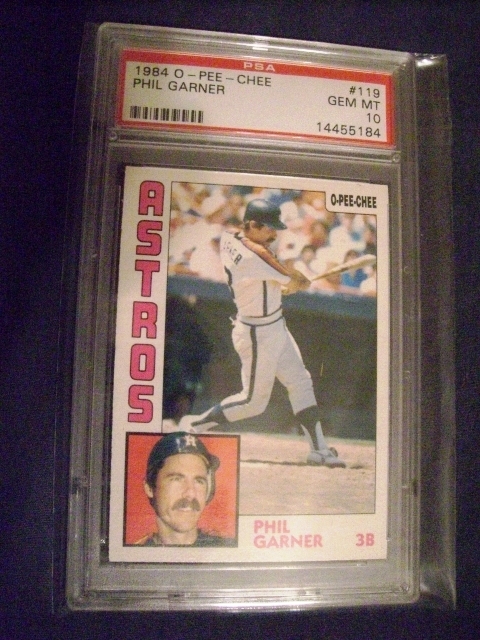 PSA
1984 O-PEE-CHEE #119
PHIL GARNER GEM MT
10
14455184
O-PEE-CHEE
ASTROS
H
PHIL
GARNER 3B